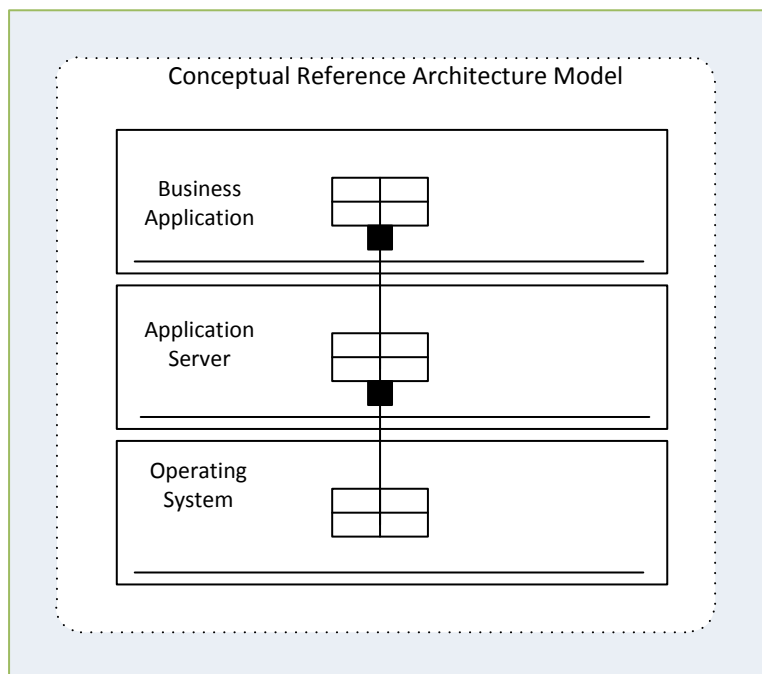 Conceptual Reference Architecture Model
Business
Application
Application
Server
Operating
System